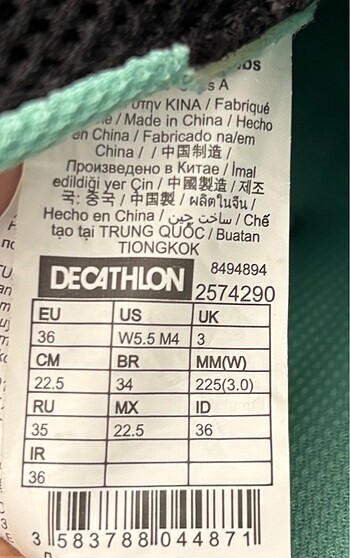 s A
στην KINA / Fabriqué
/ Made in China / Hecho
en China / Fabricado na/em
China / / 中国制造 /
Произведено в Китае / İmal
edildiği yer Çin / 中國製造 / 제조
국: 중국 / 中国製 / ผลิตในจีน /
Hecho en China / ساخت چین / Chế
tạo tại TRUNG QUỐC / Buatan
TIONGKOK
DECATHLON 8494894
2574290
EU US UK
36 W5.5 M4 3
CM BR MM(W)
22.5 34 225(3.0)
RU MX ID
35 22.5 36
IR
36
3 583788 044871